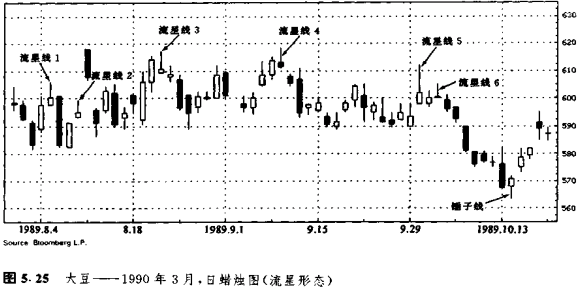 流星线 1
流星线 2
流星线 3
流星线 4
流星线 5
流星线 6
锤子线
630
620
610
600
590
580
570
560
1989.8.4
8.18
1989.9.1
9.15
9.29
1989.10.13
Source Bloomberg L.P.
图 5·25 大豆——1990 年 3 月,日蜡烛图(流星形态)